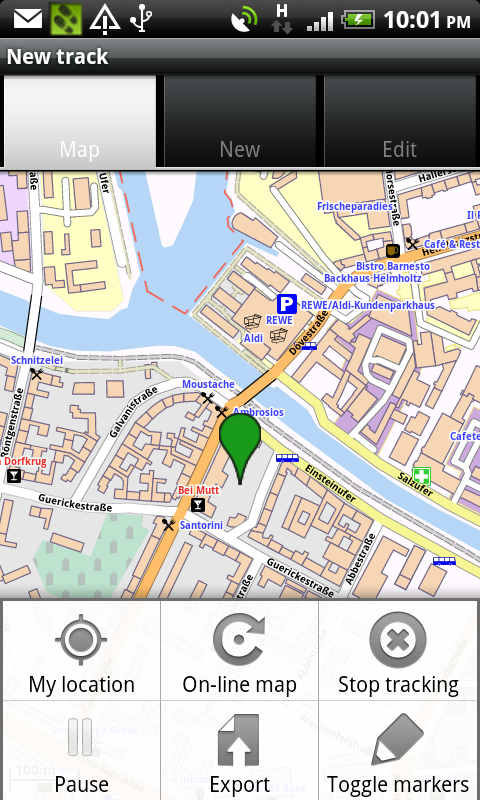 H
10:01 PM
New track
Map
New
Edit
ufer
Hallers
Frischeparadies
Café & Rest
Bistro Barnesto
Backhaus Helmholtz
P
REWE/Aldi-Kundenparkhaus
REWE
Aldi
Dovestraße
Schnitzelei
Moustache
Ambrosios
Röntgenstraße
Galvanistraße
Cafete
Dorfkrug
Einsteinufer
Salzufer
Bei Mutt
Guerickestraße
Santorini
Abbestraße
Guerickestraße
My location
On-line map
Stop tracking
Pause
Export
Toggle markers